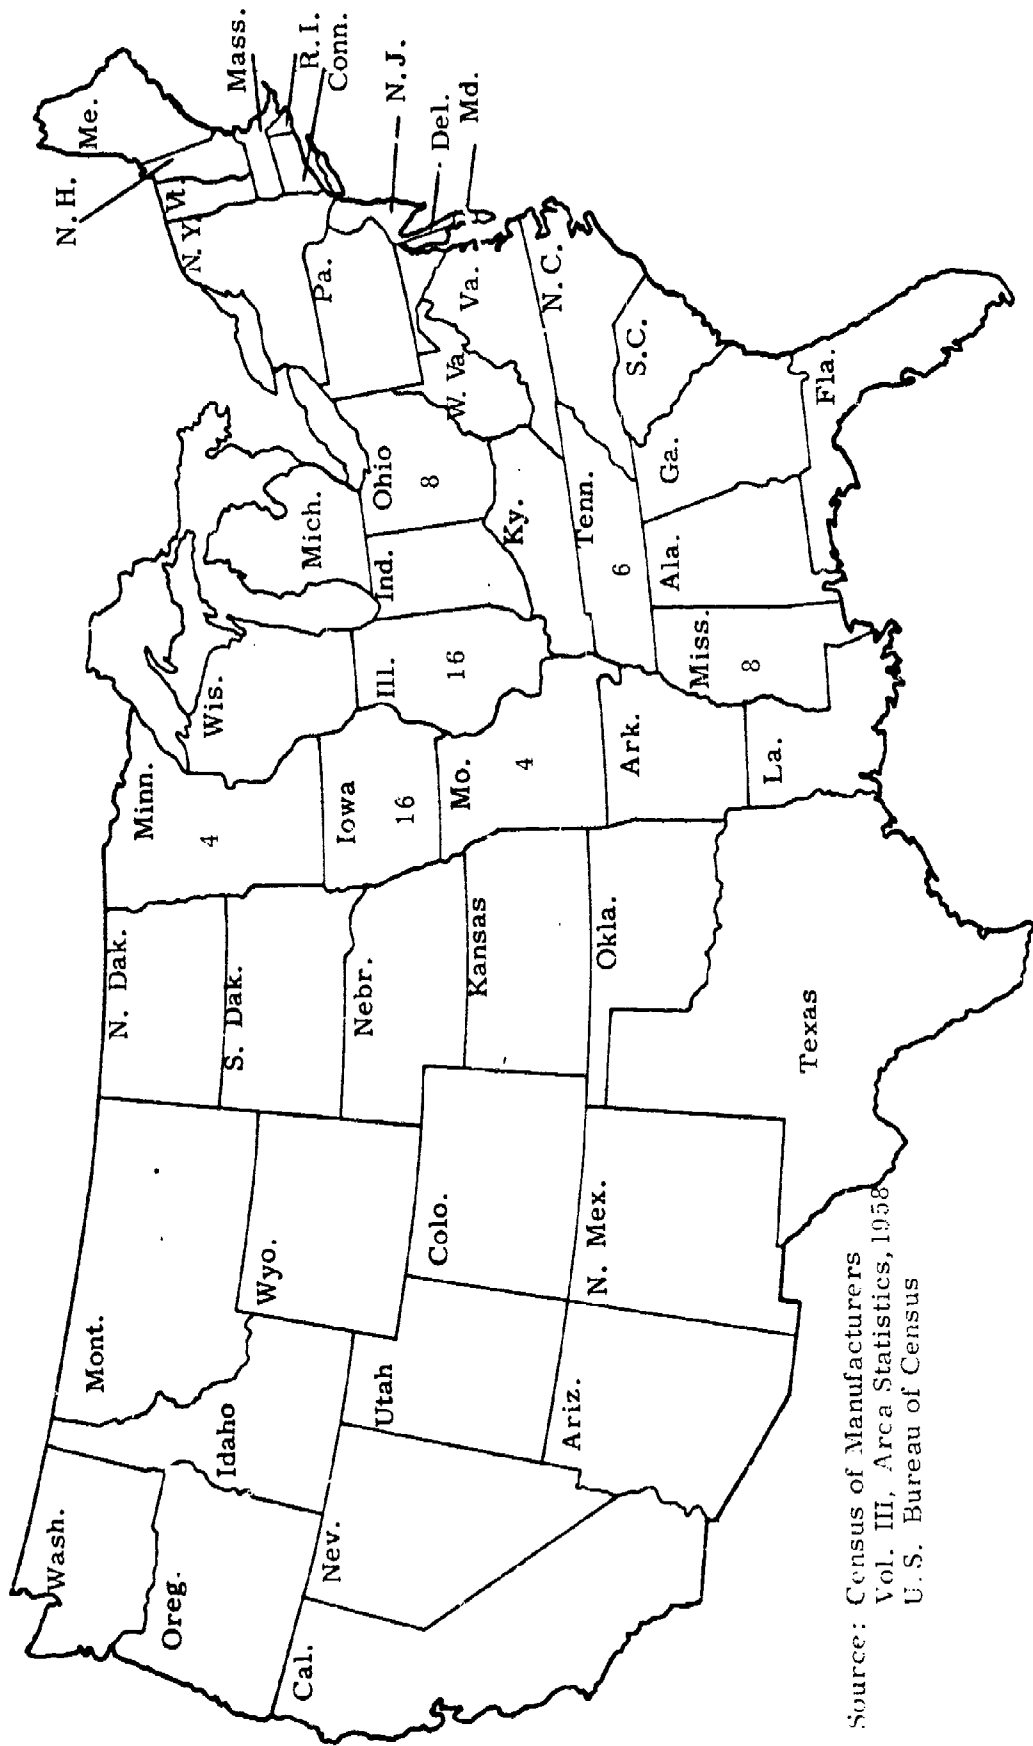 Wash.
Mont.
N. Dak.
Minn.
4
Me.
N. H.
Vt.
N. Y.
Mass.
R. I.
Conn.
Oreg.
Idaho
Wyo.
S. Dak.
Wis.
Mich.
Pa.
N. J.
Del.
Md.
Cal.
Nev.
Utah
Colo.
Nebr.
Iowa
16
Ill.
16
Ind.
Ohio
8
W. Va.
Va.
Kansas
Mo.
4
Ky.
Ariz.
N. Mex.
Okla.
Ark.
Tenn.
6
N. C.
S. C.
Texas
La.
Miss.
8
Ala.
Ga.
Fla.
Source: Census of Manufacturers
Vol. III, Area Statistics, 1958
U. S. Bureau of Census